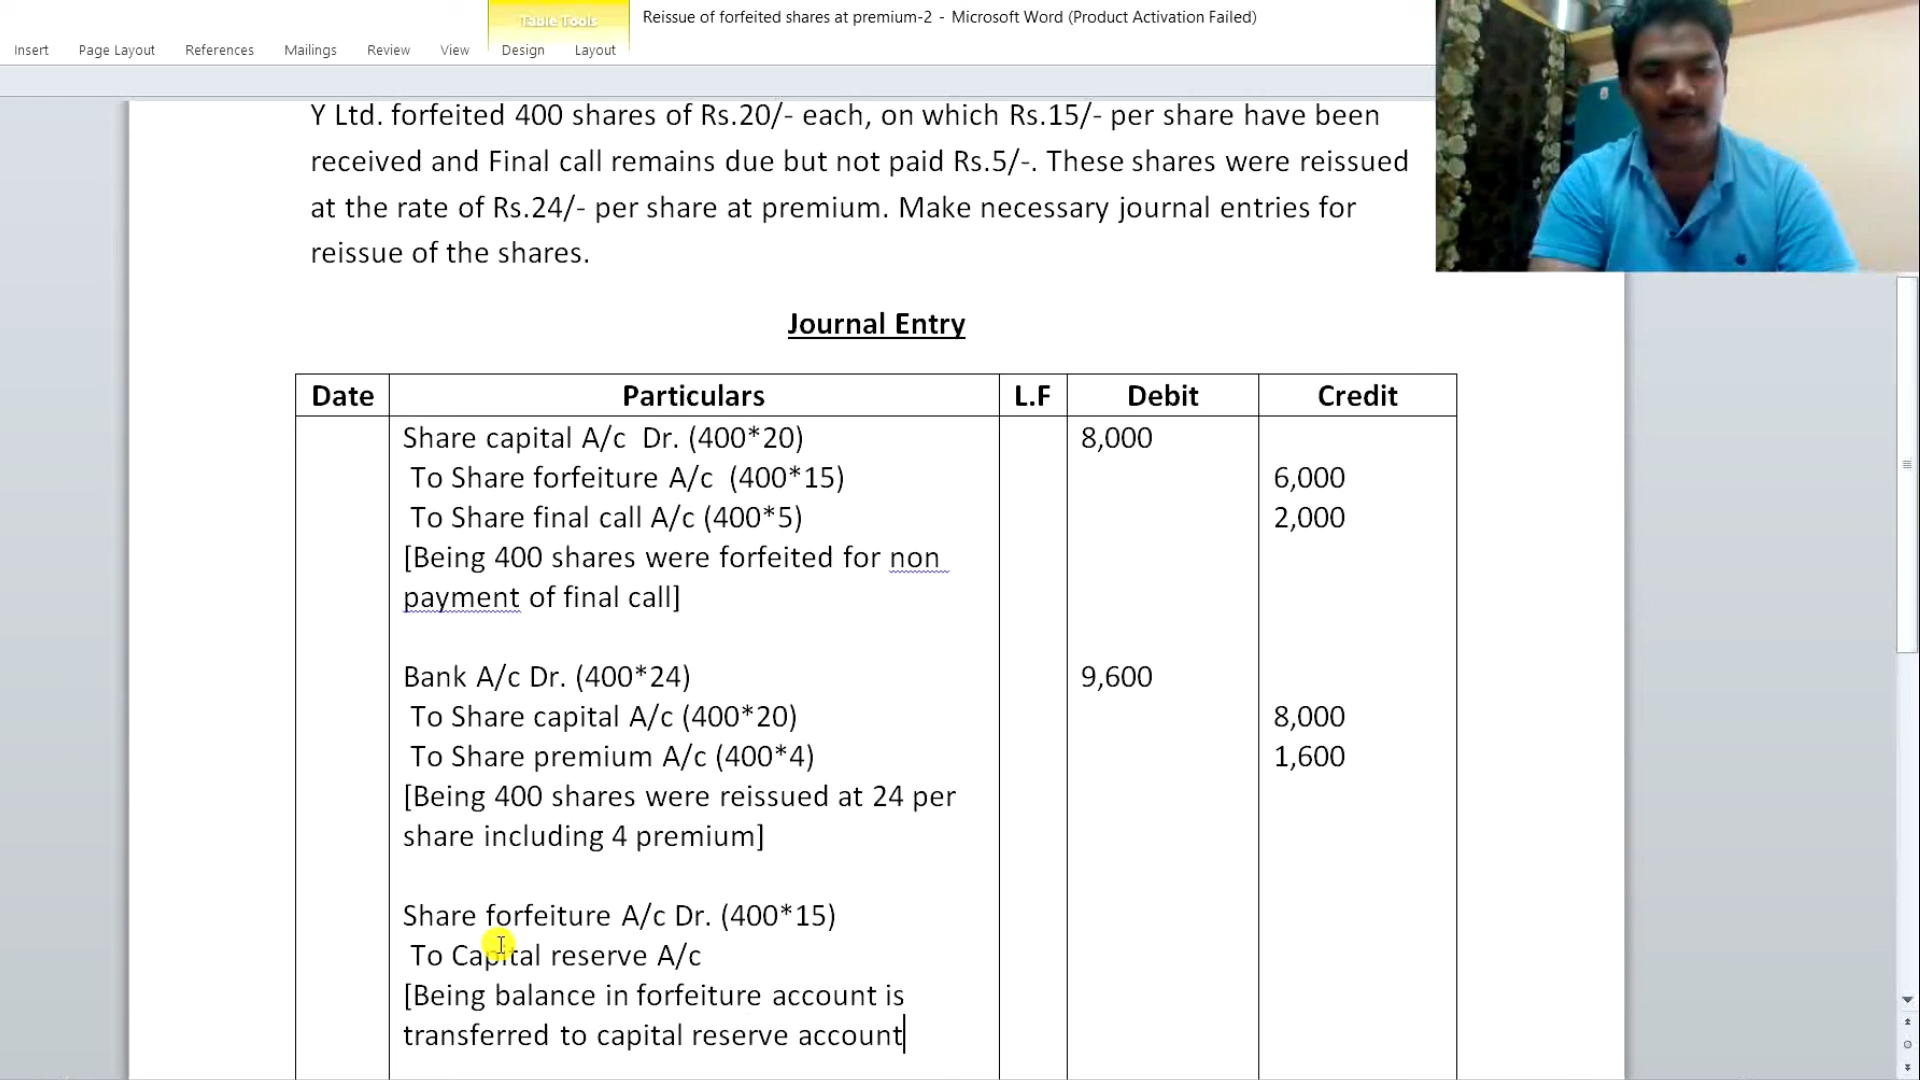 Table Tools
Reissue of forfeited shares at premium-2 - Microsoft Word (Product Activation Failed)
Insert Page Layout References Mailings Review View Design Layout
Y Ltd. forfeited 400 shares of Rs.20/- each, on which Rs.15/- per share have been
received and Final call remains due but not paid Rs.5/-. These shares were reissued
at the rate of Rs.24/- per share at premium. Make necessary journal entries for
reissue of the shares.
Journal Entry
Date Particulars L.F Debit Credit
Share capital A/c Dr. (400*20) 8,000
To Share forfeiture A/c (400*15) 6,000
To Share final call A/c (400*5) 2,000
[Being 400 shares were forfeited for non
payment of final call]
Bank A/c Dr. (400*24) 9,600
To Share capital A/c (400*20) 8,000
To Share premium A/c (400*4) 1,600
[Being 400 shares were reissued at 24 per
share including 4 premium]
Share forfeiture A/c Dr. (400*15)
To Capital reserve A/c
[Being balance in forfeiture account is
transferred to capital reserve account